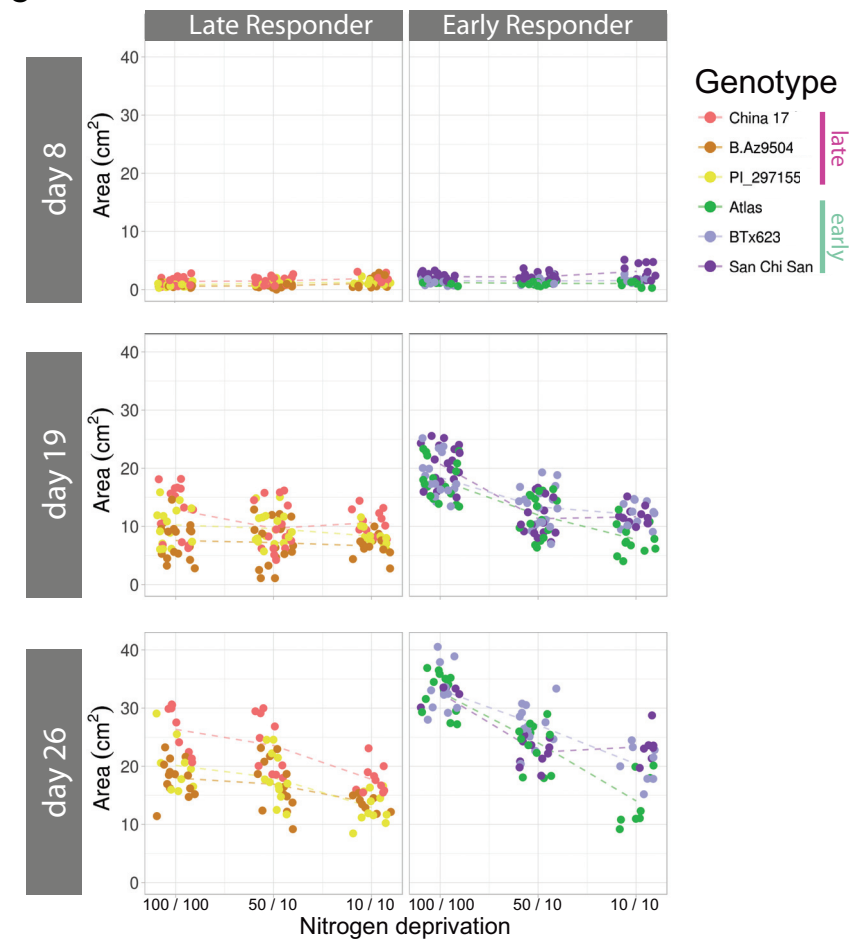 Late Responder
Early Responder
day 8
Area (cm²)
40
30
20
10
0
Genotype
China 17
B.Az9504
PI_297155
Atlas
BTx623
San Chi San
late
early
day 19
Area (cm²)
40
30
20
10
0
day 26
Area (cm²)
40
30
20
10
0
100 / 100
50 / 10
10 / 10
100 / 100
50 / 10
10 / 10
Nitrogen deprivation